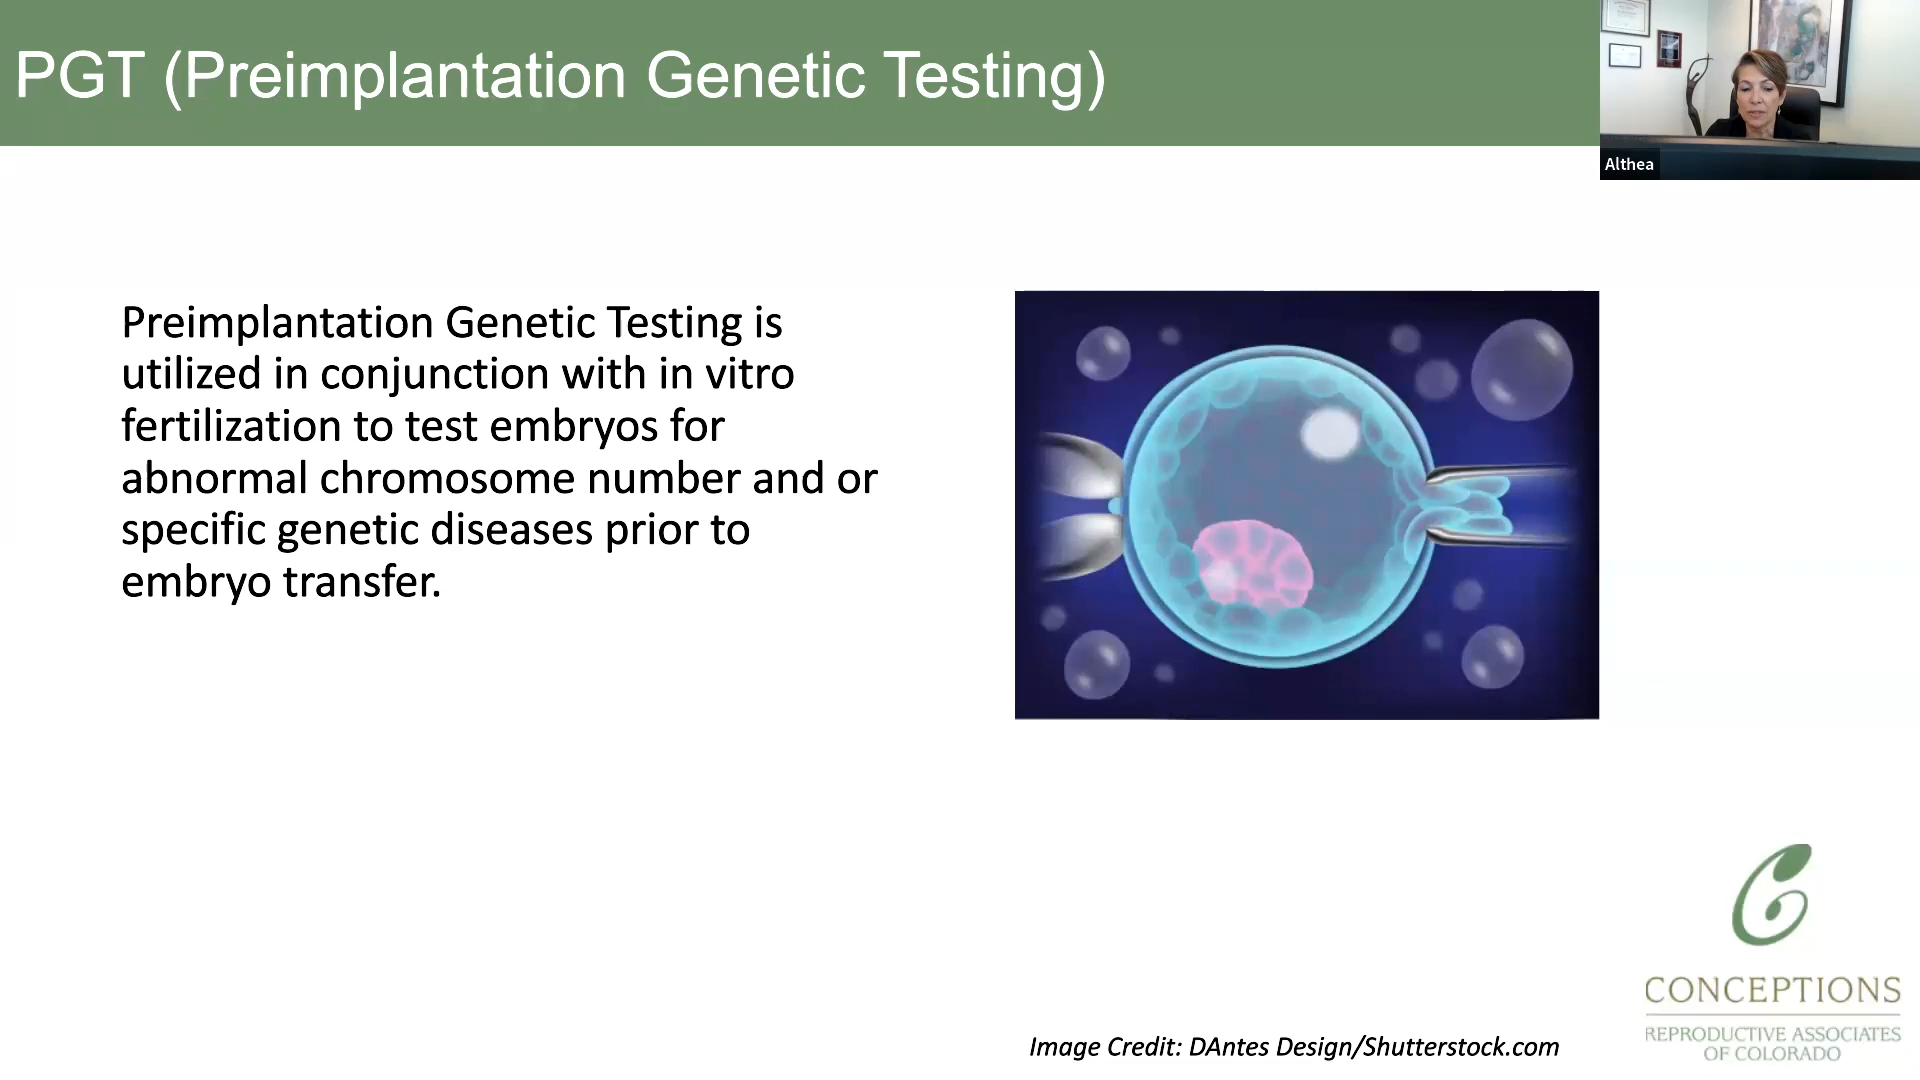 PGT (Preimplantation Genetic Testing)
Althea
Preimplantation Genetic Testing is
utilized in conjunction with in vitro
fertilization to test embryos for
abnormal chromosome number and or
specific genetic diseases prior to
embryo transfer.
CONCEPTIONS
REPRODUCTIVE ASSOCIATES
OF COLORADO
Image Credit: DAntes Design/Shutterstock.com